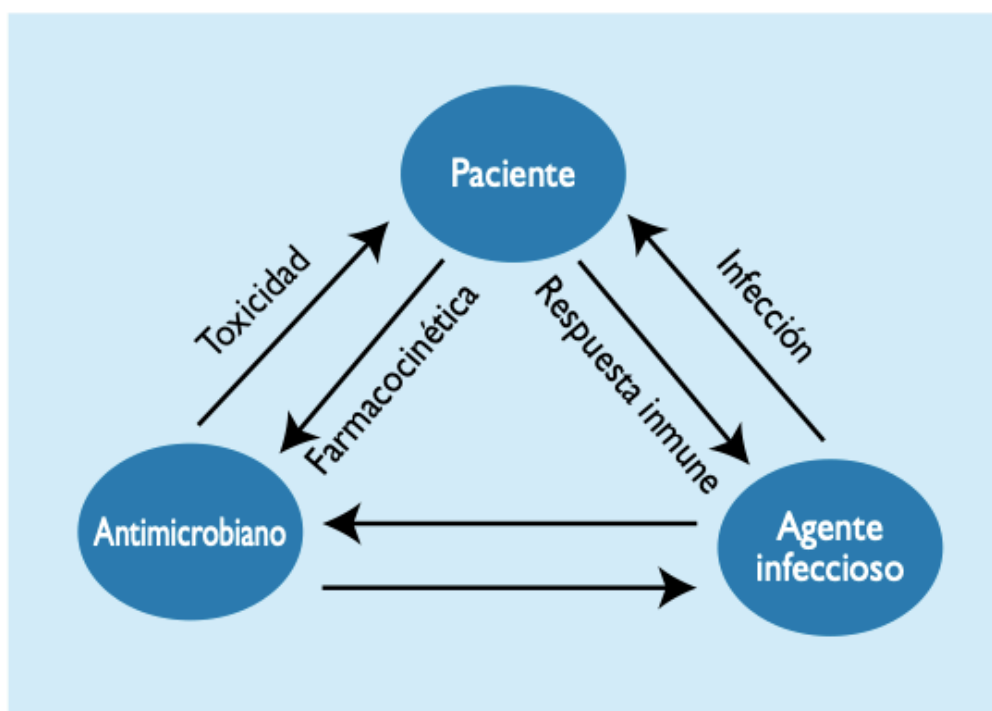 Paciente
Toxicidad
Farmacocinética
Respuesta inmune
Infección
Antimicrobiano
Agente
infeccioso